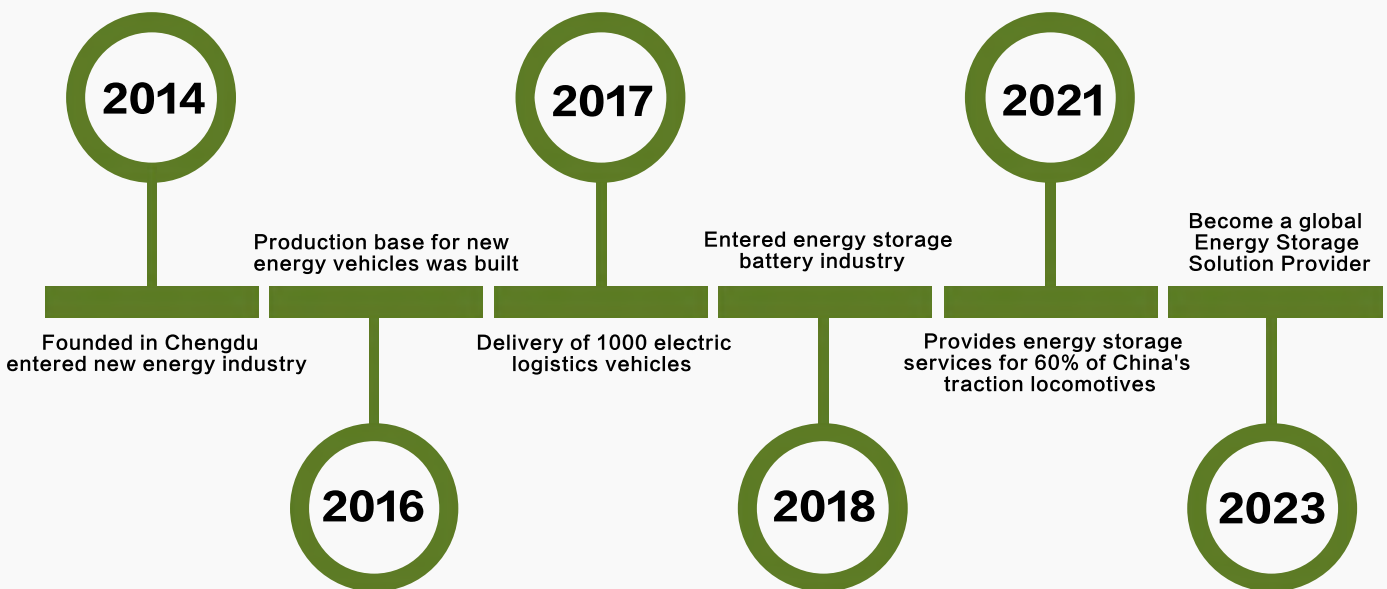 2014
Founded in Chengdu
entered new energy industry
Production base for new
energy vehicles was built
2016
2017
Delivery of 1000 electric
logistics vehicles
Entered energy storage
battery industry
2018
2021
Provides energy storage
services for 60% of China's
traction locomotives
Become a global
Energy Storage
Solution Provider
2023